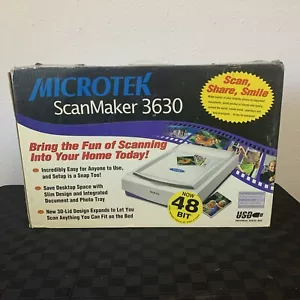 MICROTEK
ScanMaker 3630
Scan,
Share, Smile
Bring the Fun of Scanning
Into Your Home Today!
Incredibly Easy for Anyone to Use,
and Setup is a Snap Too!
Save Desktop Space with
Slim Design and Integrated
Document and Photo Tray
New 3D-Lid Design Expands to Let You
Scan Anything You Can Fit on the Bed
NOW
48
BIT
USB